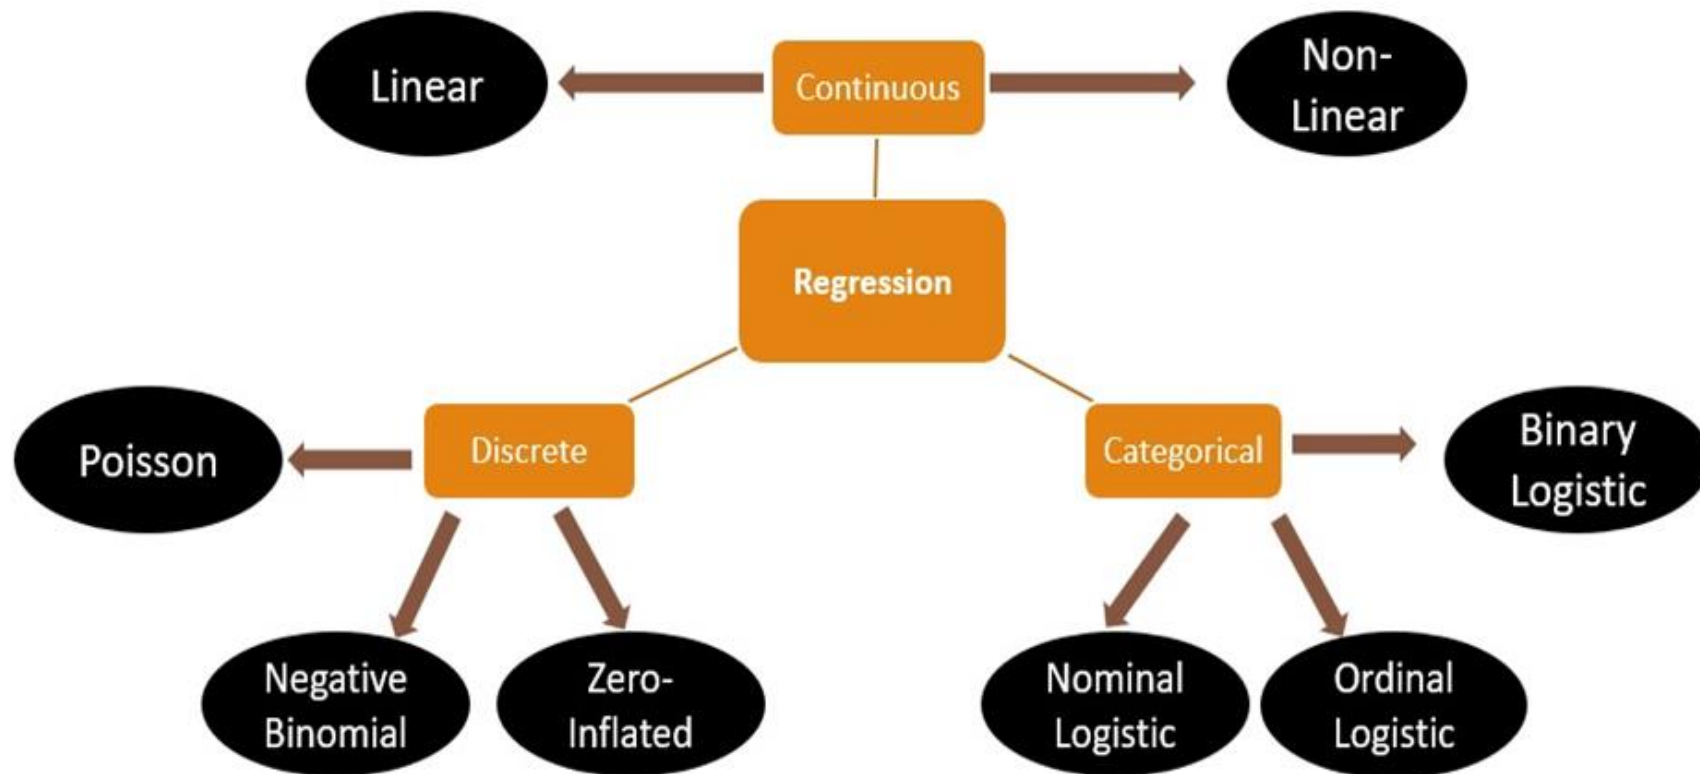 Linear
Continuous
Non-
Linear
Regression
Poisson
Discrete
Categorical
Binary
Logistic
Negative
Binomial
Zero-
Inflated
Nominal
Logistic
Ordinal
Logistic